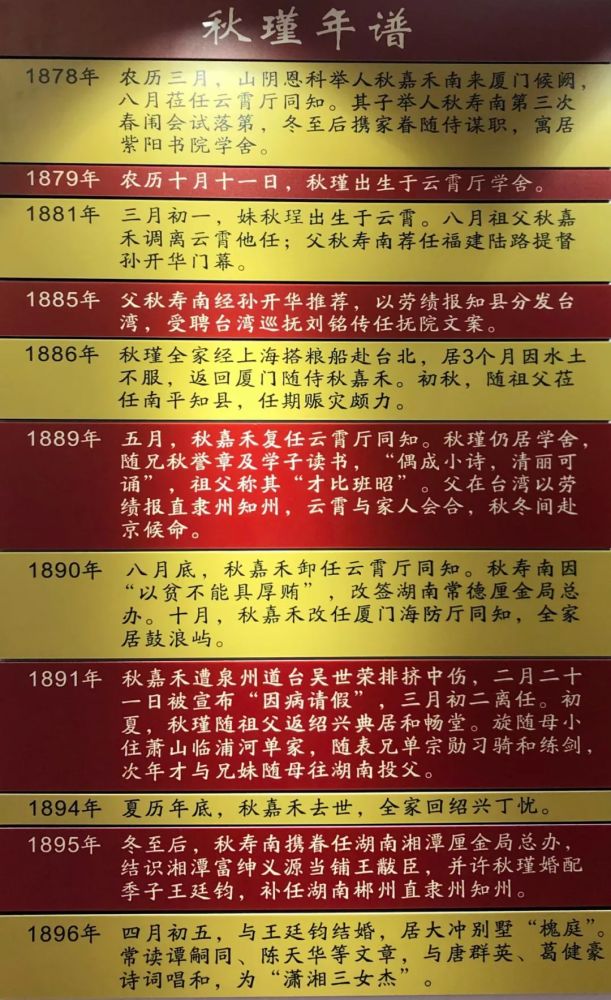 秋瑾年谱
1878年 农历三月，山阴恩科举人秋嘉禾南来厦门候阙，
八月莅任云霄厅同知。其子举人秋寿南第三次
春闱会试落第，冬至后携家眷随侍谋职，寓居
紫阳书院学舍。
1879年 农历十月十一日，秋瑾出生于云霄厅学舍。
1881年 三月初一，妹秋珵出生于云霄。八月祖父秋嘉
禾调离云霄他任；父秋寿南荐任福建陆路提督
孙开华门幕。
1885年 父秋寿南经孙开华推荐，以劳绩报知县分发台
湾，受聘台湾巡抚刘铭传任抚院文案。
1886年 秋瑾全家经上海搭粮船赴台北，居3个月因水土
不服，返回厦门随侍秋嘉禾。初秋，随祖父莅
任南平知县，任期赈灾颇力。
1889年 五月，秋嘉禾复任云霄厅同知。秋瑾仍居学舍，
随兄秋誉章及学子读书，“偶成小诗，清丽可
诵”，祖父称其“才比班昭”。父在台湾以劳
绩报直隶州知州，云霄与家人会合，秋冬间赴
京候命。
1890年 八月底，秋嘉禾卸任云霄厅同知。秋寿南因
“以贫不能具厚贿”，改签湖南常德厘金局总
办。十月，秋嘉禾改任厦门海防厅同知，全家
居鼓浪屿。
1891年 秋嘉禾遭泉州道台吴世荣排挤中伤，二月二十
一日被宣布“因病请假”，三月初二离任。初
夏，秋瑾随祖父返绍兴典居和畅堂。旋随母小
住萧山临浦河单家，随表兄单宗勋习骑和练剑，
次年才与兄妹随母往湖南投父。
1894年 夏历年底，秋嘉禾去世，全家回绍兴丁忧。
1895年 冬至后，秋寿南携眷任湖南湘潭厘金局总办，
结识湘潭富绅义源当铺王黻臣，并许秋瑾婚配
季子王廷钧，补任湖南郴州直隶州知州。
1896年 四月初五，与王廷钧结婚，居大冲别墅“槐庭”。
常读谭嗣同、陈天华等文章，与唐群英、葛健豪
诗词唱和，为“潇湘三女杰”。